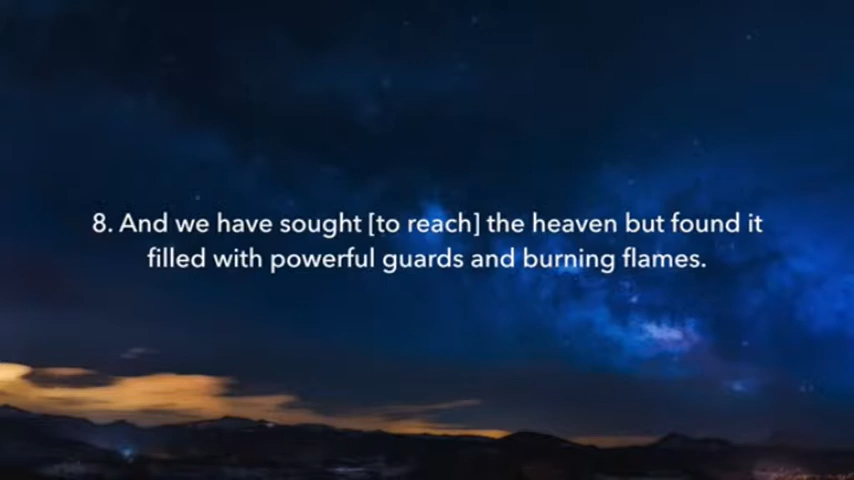 8. And we have sought [to reach] the heaven but found it
filled with powerful guards and burning flames.